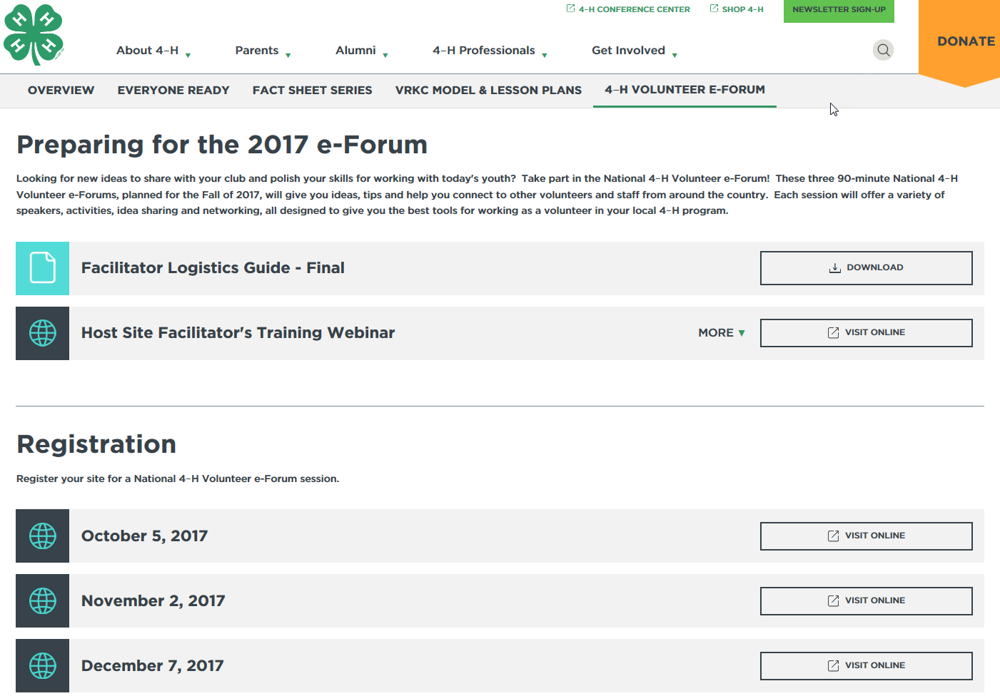 H H H H
4-H CONFERENCE CENTER SHOP 4-H NEWSLETTER SIGN-UP
DONATE
About 4-H Parents Alumni 4-H Professionals Get Involved
OVERVIEW EVERYONE READY FACT SHEET SERIES VRKC MODEL & LESSON PLANS 4-H VOLUNTEER E-FORUM
Preparing for the 2017 e-Forum
Looking for new ideas to share with your club and polish your skills for working with today's youth?  Take part in the National 4-H Volunteer e-Forum!  These three 90-minute National 4-H
Volunteer e-Forums, planned for the Fall of 2017, will give you ideas, tips and help you connect to other volunteers and staff from around the country.  Each session will offer a variety of
speakers, activities, idea sharing and networking, all designed to give you the best tools for working as a volunteer in your local 4-H program.
Facilitator Logistics Guide - Final DOWNLOAD
Host Site Facilitator's Training Webinar MORE VISIT ONLINE
Registration
Register your site for a National 4-H Volunteer e-Forum session.
October 5, 2017 VISIT ONLINE
November 2, 2017 VISIT ONLINE
December 7, 2017 VISIT ONLINE